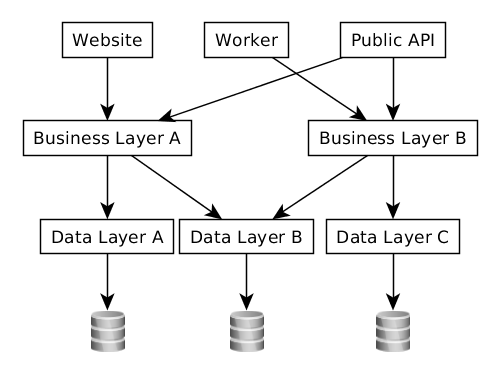 Website
Worker
Public API
Business Layer A
Business Layer B
Data Layer A
Data Layer B
Data Layer C